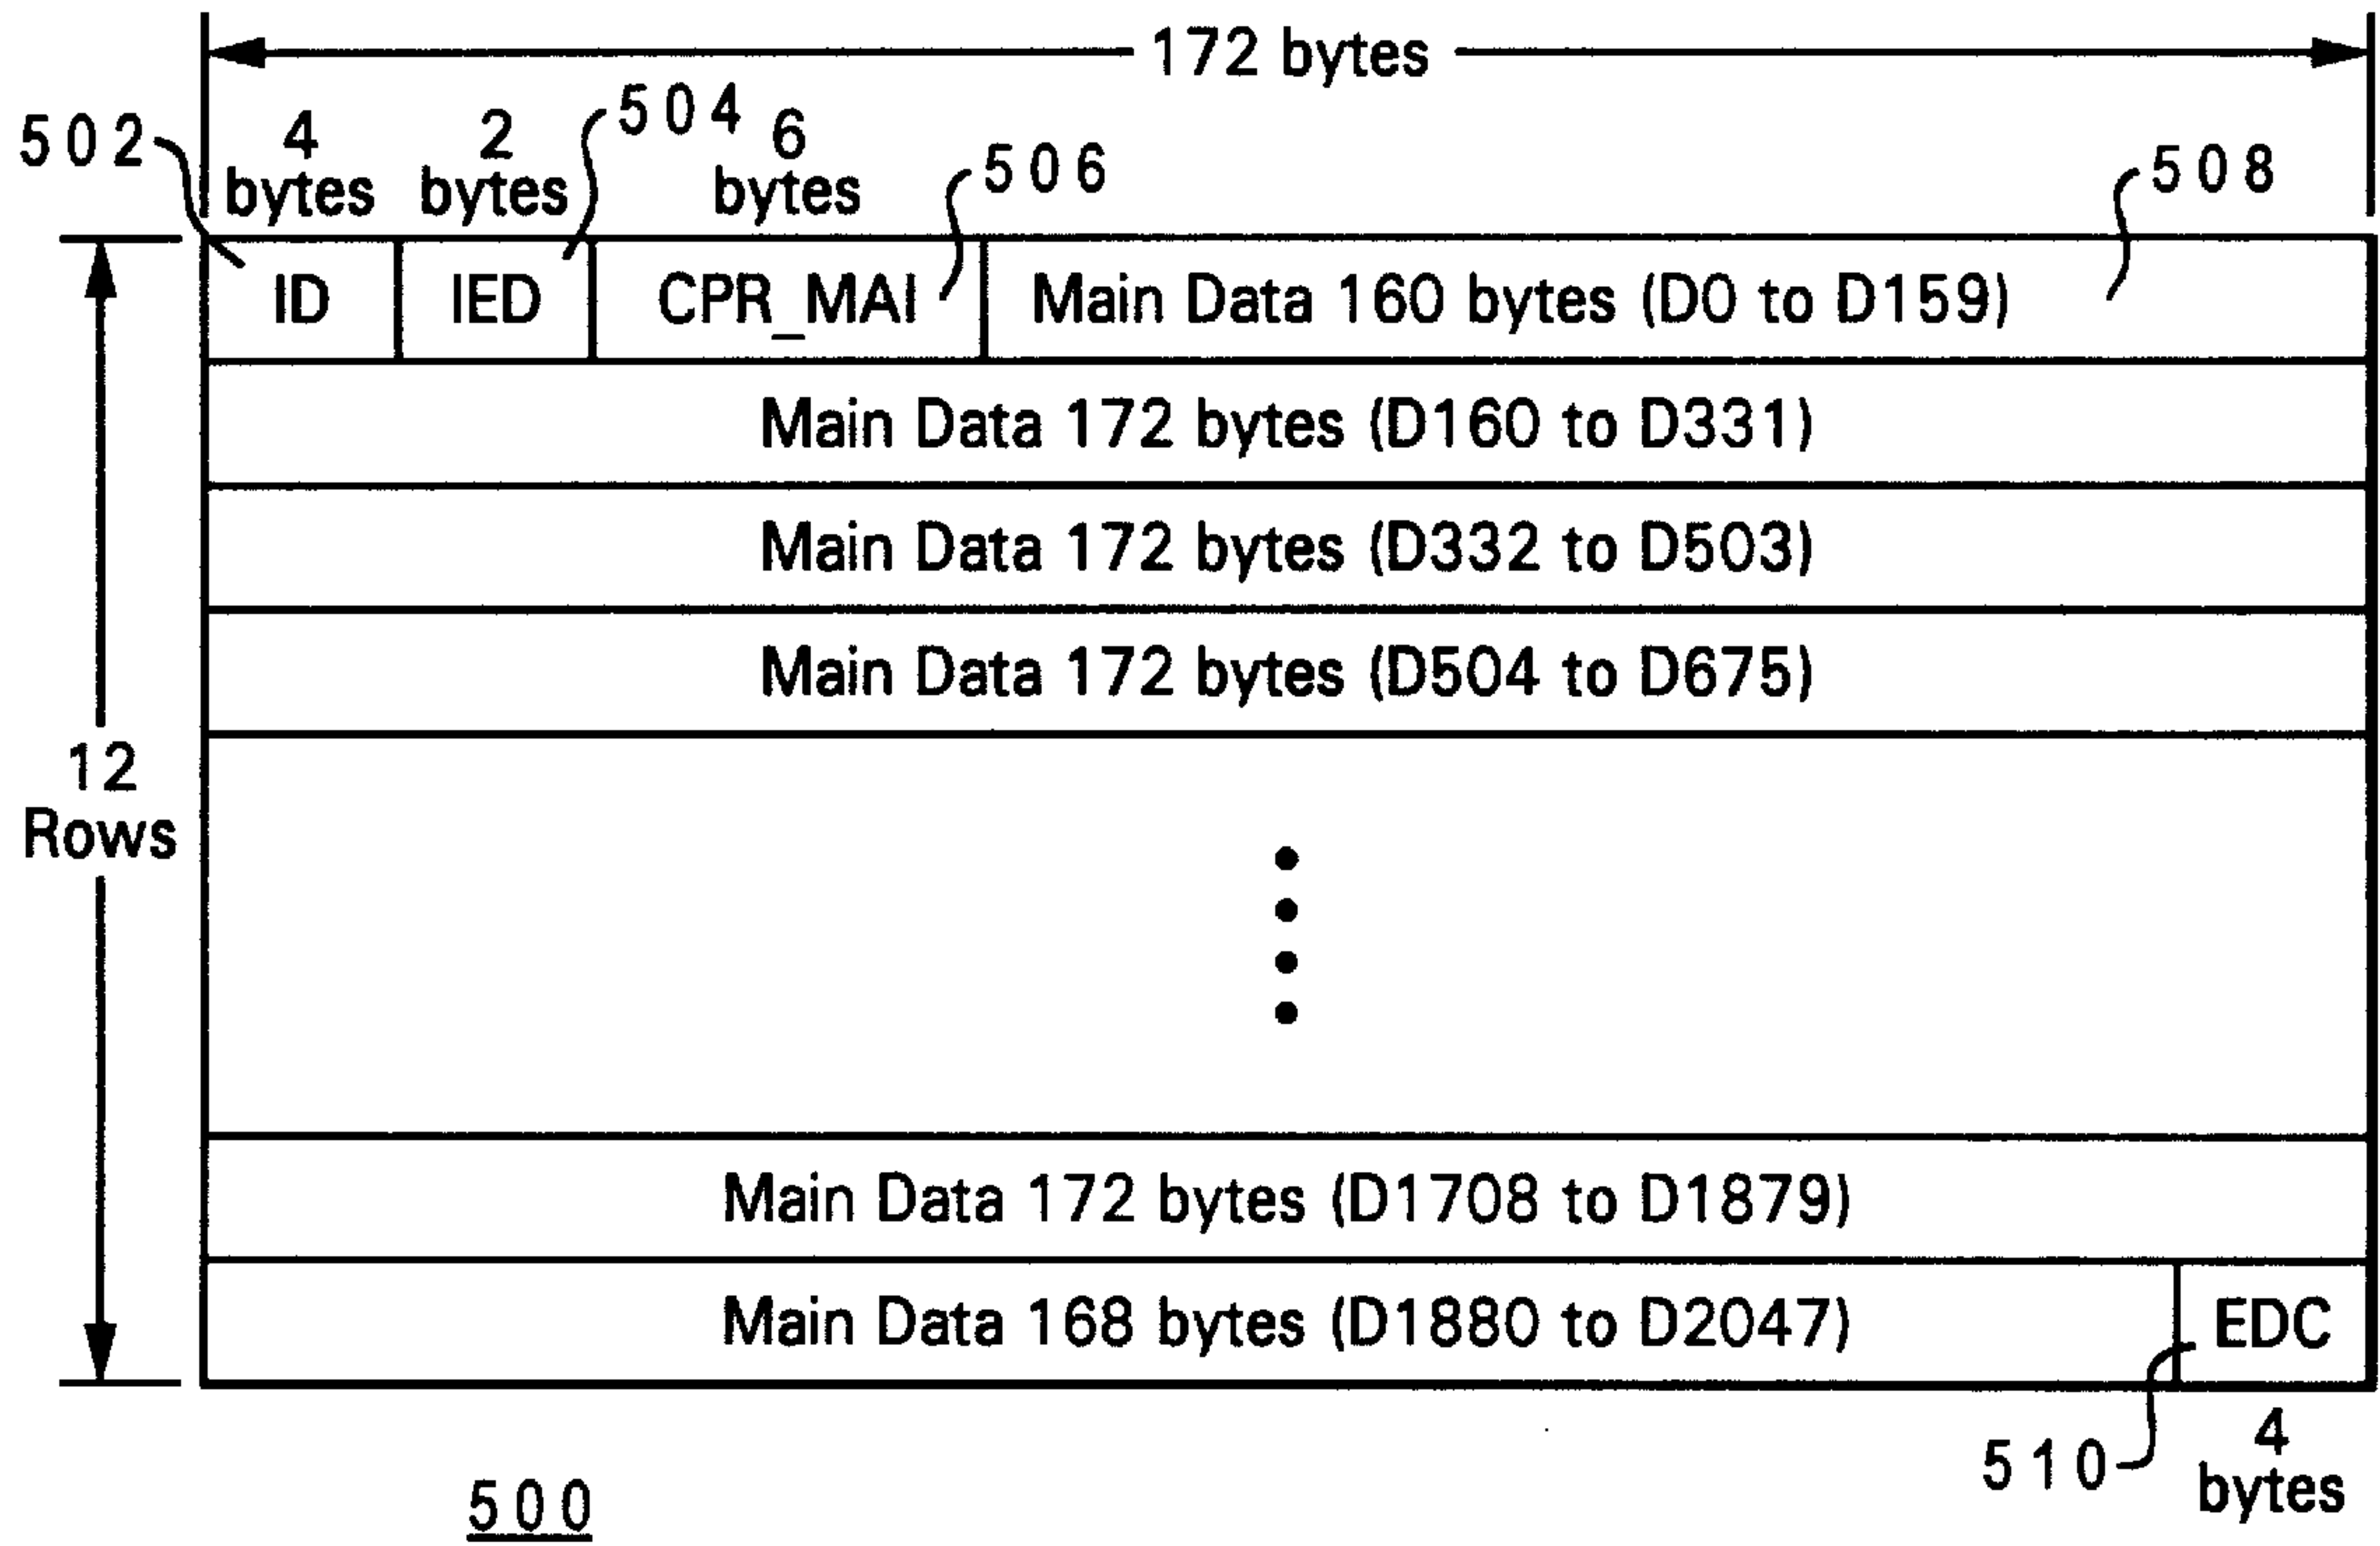 172 bytes
502
4 bytes
2 bytes
504
6 bytes
506
508
ID
IED
CPR_MAI
Main Data 160 bytes (D0 to D159)
Main Data 172 bytes (D160 to D331)
Main Data 172 bytes (D332 to D503)
Main Data 172 bytes (D504 to D675)
12
Rows
Main Data 172 bytes (D1708 to D1879)
Main Data 168 bytes (D1880 to D2047)
EDC
510
4
bytes
500